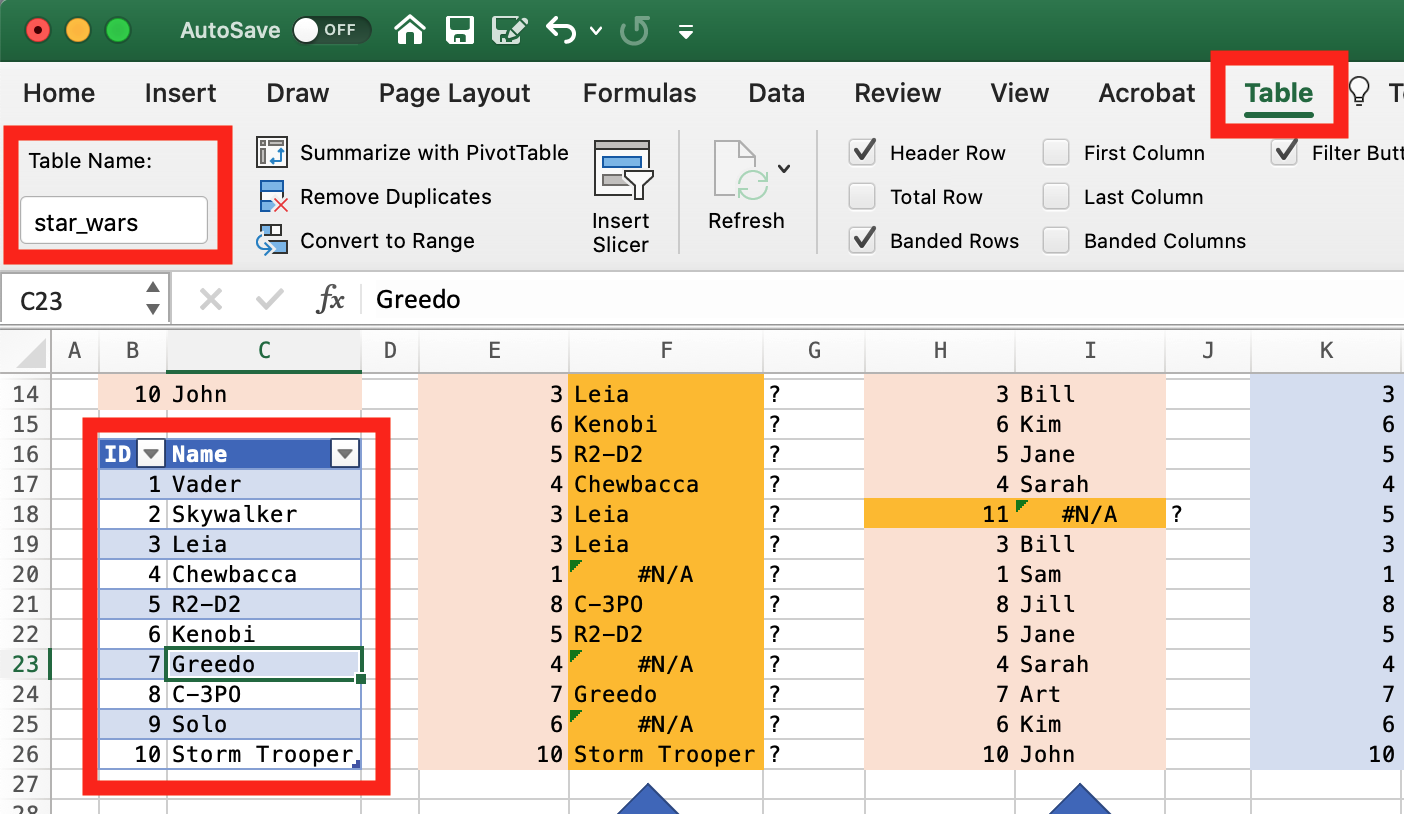 AutoSave OFF
Home Insert Draw Page Layout Formulas Data Review View Acrobat Table
Table Name:
star_wars
Summarize with PivotTable
Remove Duplicates
Convert to Range
Insert
Slicer
Refresh
Header Row First Column Filter Butt
Total Row Last Column
Banded Rows Banded Columns
C23 fx Greedo
A B C D E F G H I J K
14 10 John 3 Leia ? 3 Bill 3
15 6 Kenobi ? 6 Kim 6
16 ID Name 5 R2-D2 ? 5 Jane 5
17 1 Vader 4 Chewbacca ? 4 Sarah 4
18 2 Skywalker 3 Leia ? 11 #N/A ? 5
19 3 Leia 3 Leia ? 3 Bill 3
20 4 Chewbacca 1 #N/A ? 1 Sam 1
21 5 R2-D2 8 C-3PO ? 8 Jill 8
22 6 Kenobi 5 R2-D2 ? 5 Jane 5
23 7 Greedo 4 #N/A ? 4 Sarah 4
24 8 C-3PO 7 Greedo ? 7 Art 7
25 9 Solo 6 #N/A ? 6 Kim 6
26 10 Storm Trooper 10 Storm Trooper ? 10 John 10
27
28